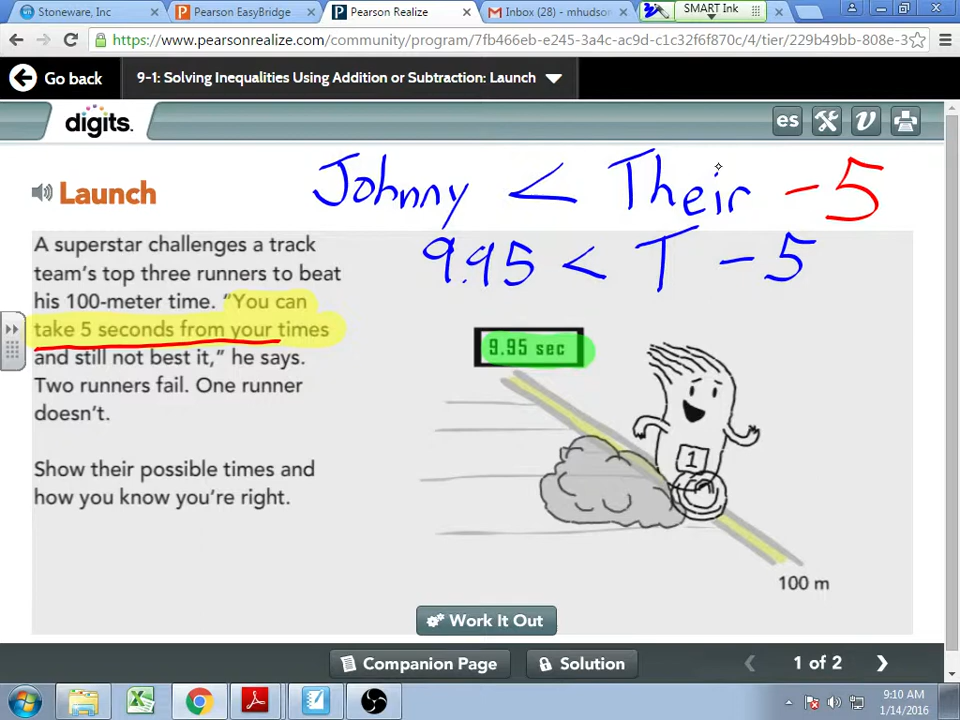 Stoneware, Inc
Pearson EasyBridge
Pearson Realize
Inbox (28) - mhudson
SMART Ink
https://www.pearsonrealize.com/community/program/7fb466eb-e245-3a4c-ac9d-c1c32f6f870c/4/tier/229b49bb-808e-3
Go back
9-1: Solving Inequalities Using Addition or Subtraction: Launch
digits.
es
Launch
Johnny < Their - 5
9.95 < T - 5
A superstar challenges a track
team's top three runners to beat
his 100-meter time. "You can
take 5 seconds from your times
and still not best it," he says.
Two runners fail. One runner
doesn't.
Show their possible times and
how you know you're right.
9.95 sec
1
100 m
Work It Out
Companion Page
Solution
1 of 2
9:10 AM
1/14/2016